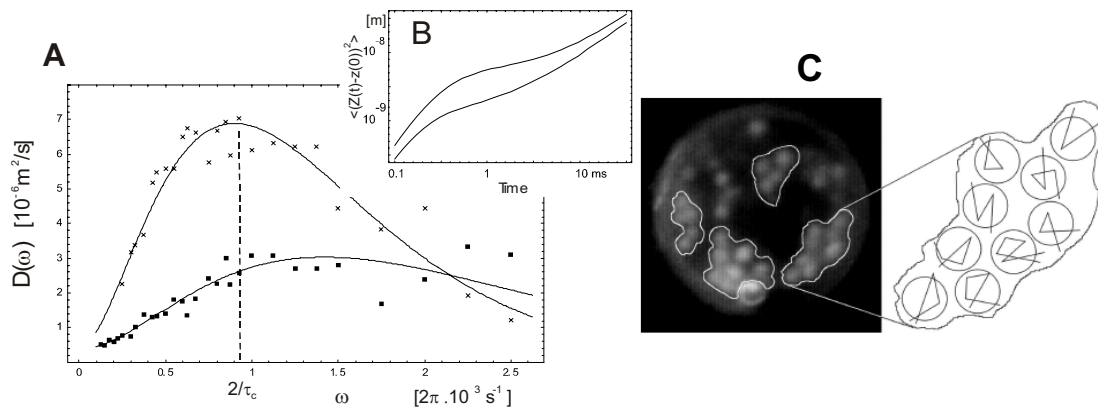 A
D(ω) [10⁻⁶m²/s]
7
6
5
4
3
2
1
0
0.5
1
1.5
2
2.5
2/τc
ω
[2π .10³ s⁻¹]
B
[m]
<(Z(t)-z(0))²>
10⁻⁸
10⁻⁹
0.1
1
10 ms
Time
C